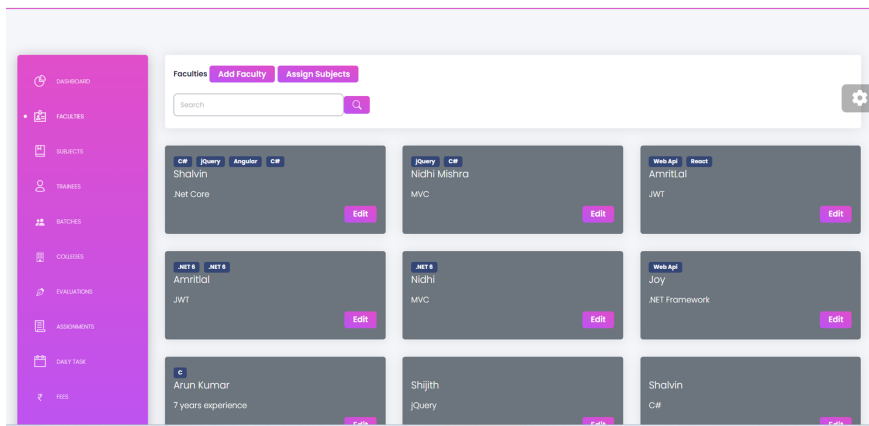 DASHBOARD
FACULTIES
SUBJECTS
TRAINEES
BATCHES
COLLEGES
EVALUATIONS
ASSIGNMENTS
DAILY TASK
₹ FEES
Faculties Add Faculty Assign Subjects
Search
C# jQuery Angular C#
Shalvin
.Net Core
Edit
jQuery C#
Nidhi Mishra
MVC
Edit
Web Api React
AmritLal
JWT
Edit
.NET 6 .NET 6
Amritlal
JWT
Edit
.NET 6
Nidhi
MVC
Edit
Web Api
Joy
.NET Framework
Edit
C
Arun Kumar
7 years experience
Edit
Shijith
jQuery
Edit
Shalvin
C#
Edit